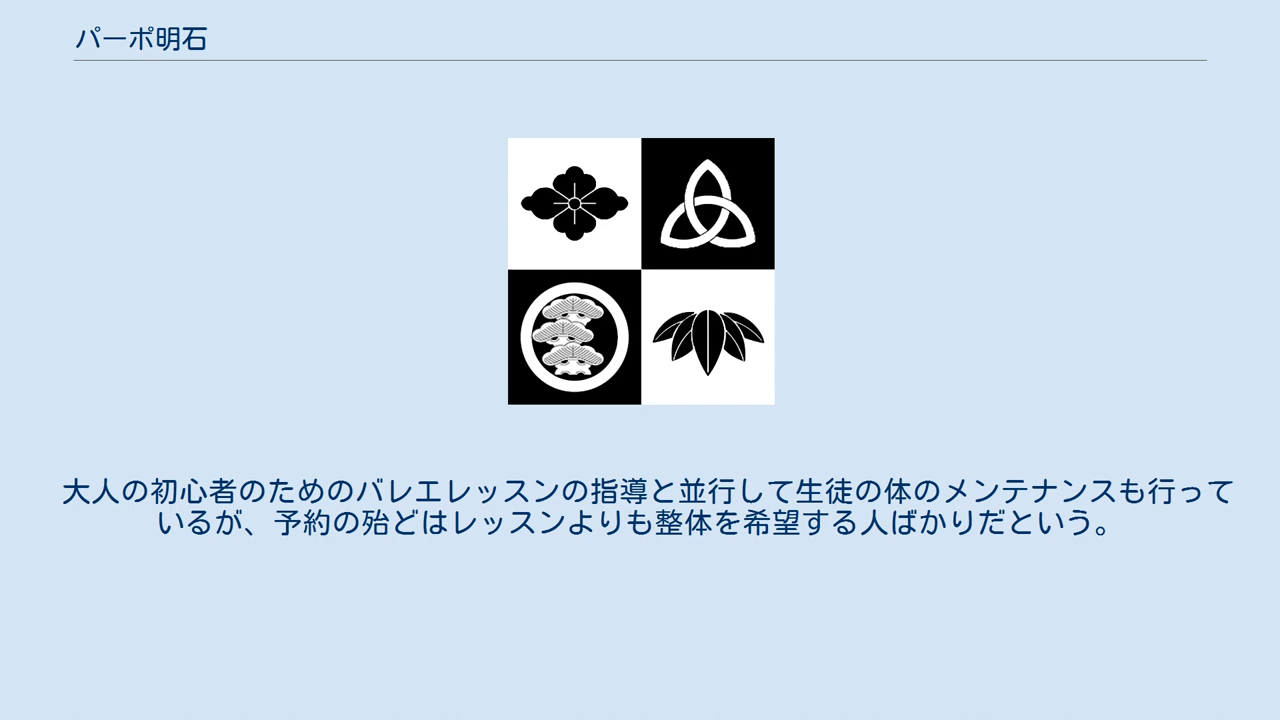 パーポ明石
大人の初心者のためのバレエレッスンの指導と並行して生徒の体のメンテナンスも行って
いるが、予約の殆どはレッスンよりも整体を希望する人ばかりだという。